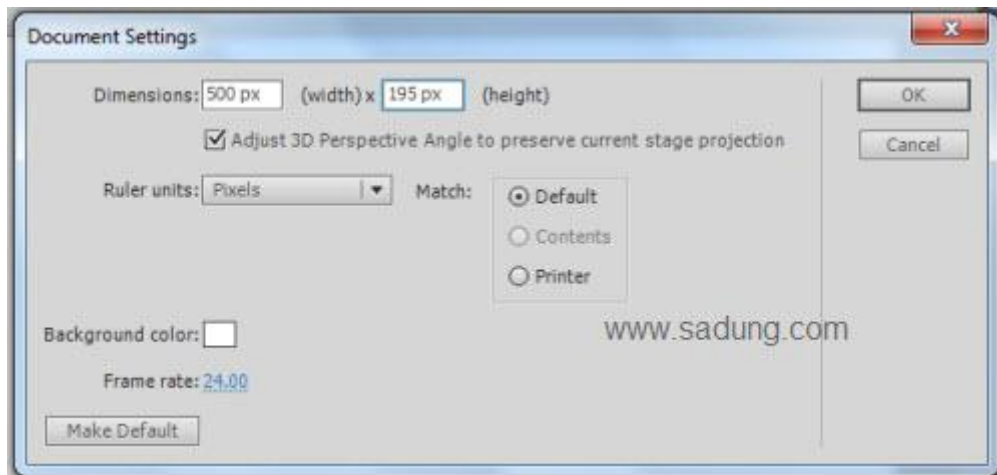 Document Settings
Dimensions: 500 px (width) x 195 px (height)
OK
Adjust 3D Perspective Angle to preserve current stage projection
Cancel
Ruler units: Pixels Match: Default
Contents
Printer
www.sadung.com
Background color:
Frame rate: 24.00
Make Default